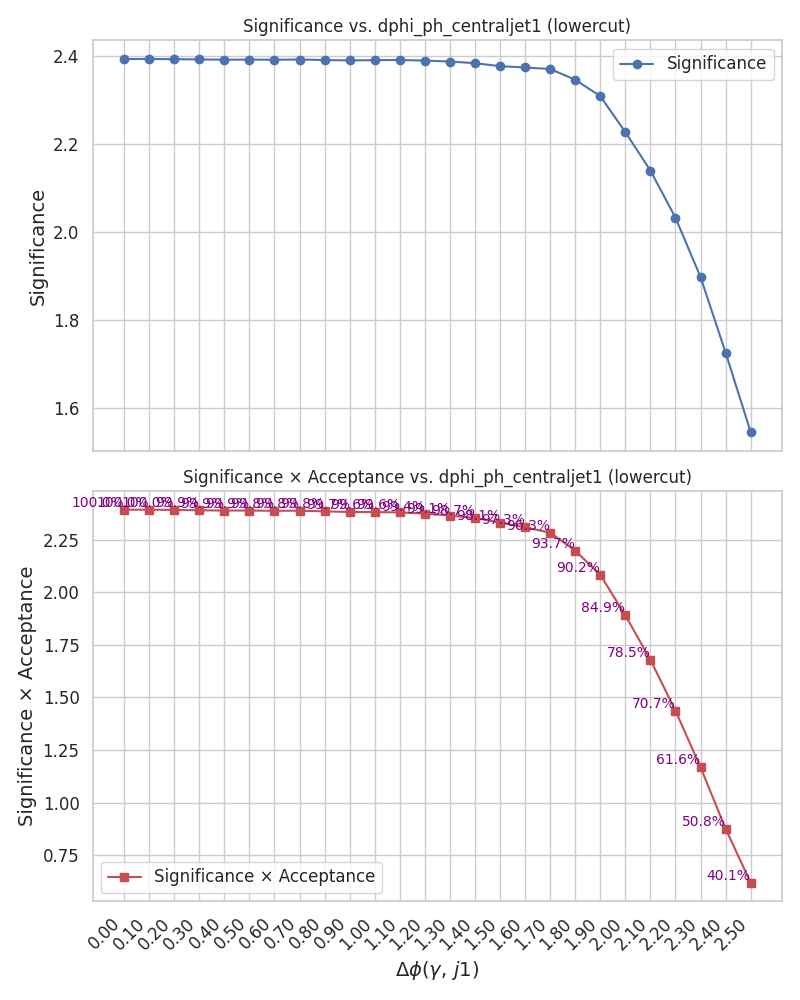 Significance vs. dphi_ph_centraljet1 (lowercut)
Significance
2.4
2.2
2.0
1.8
1.6
Significance
Significance × Acceptance vs. dphi_ph_centraljet1 (lowercut)
93.7%
90.2%
84.9%
78.5%
70.7%
61.6%
50.8%
40.1%
2.25
2.00
1.75
1.50
1.25
1.00
0.75
Significance × Acceptance
Significance × Acceptance
0.00 0.10 0.20 0.30 0.40 0.50 0.60 0.70 0.80 0.90 1.00 1.10 1.20 1.30 1.40 1.50 1.60 1.70 1.80 1.90 2.00 2.10 2.20 2.30 2.40 2.50
Δϕ(γ, j1)